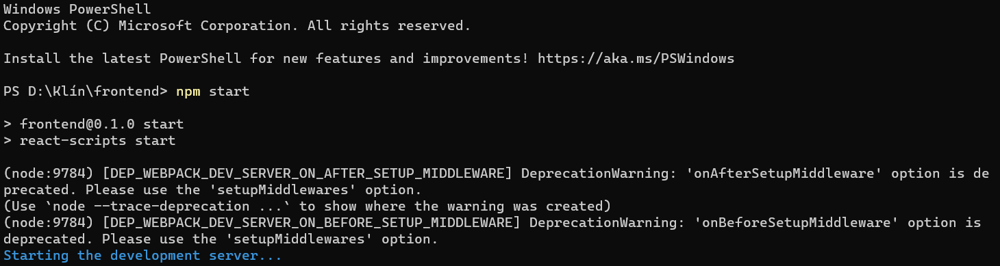 Windows PowerShell
Copyright (C) Microsoft Corporation. All rights reserved.
Install the latest PowerShell for new features and improvements! https://aka.ms/PSWindows
PS D:\Klín\frontend> npm start
> frontend@0.1.0 start
> react-scripts start
(node:9784) [DEP_WEBPACK_DEV_SERVER_ON_AFTER_SETUP_MIDDLEWARE] DeprecationWarning: 'onAfterSetupMiddleware' option is de
precated. Please use the 'setupMiddlewares' option.
(Use `node --trace-deprecation ...` to show where the warning was created)
(node:9784) [DEP_WEBPACK_DEV_SERVER_ON_BEFORE_SETUP_MIDDLEWARE] DeprecationWarning: 'onBeforeSetupMiddleware' option is
deprecated. Please use the 'setupMiddlewares' option.
Starting the development server...